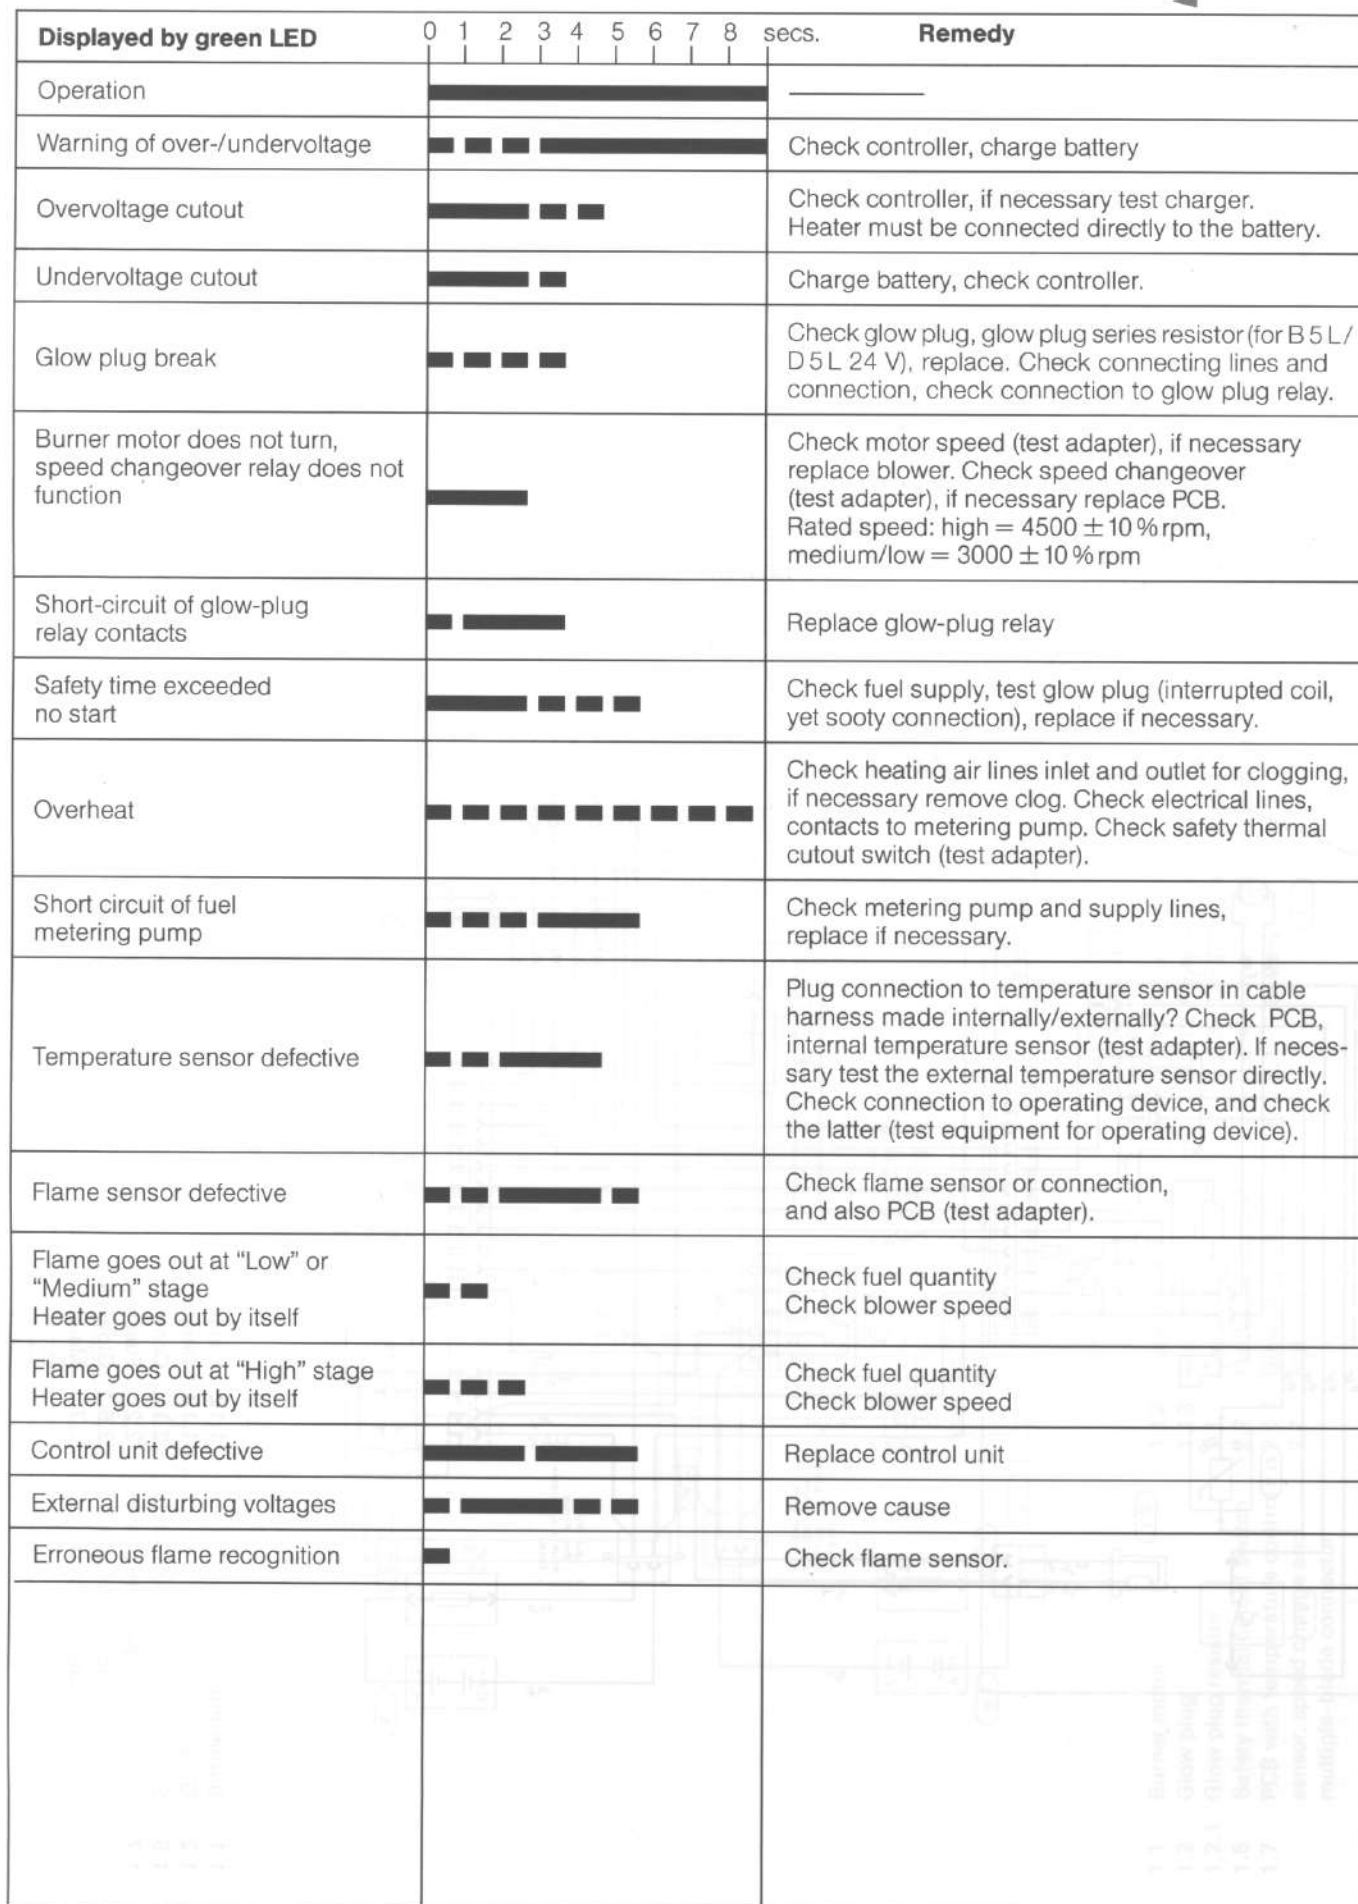 Displayed by green LED 0 1 2 3 4 5 6 7 8 secs. Remedy
Operation
Warning of over-/undervoltage
Check controller, charge battery
Overvoltage cutout
Check controller, if necessary test charger.
Heater must be connected directly to the battery.
Undervoltage cutout
Charge battery, check controller.
Glow plug break
Check glow plug, glow plug series resistor (for B 5 L/
D 5 L 24 V), replace. Check connecting lines and
connection, check connection to glow plug relay.
Burner motor does not turn,
speed changeover relay does not
function
Check motor speed (test adapter), if necessary
replace blower. Check speed changeover
(test adapter), if necessary replace PCB.
Rated speed: high = 4500 ± 10 % rpm,
medium/low = 3000 ± 10 % rpm
Short-circuit of glow-plug
relay contacts
Replace glow-plug relay
Safety time exceeded
no start
Check fuel supply, test glow plug (interrupted coil,
yet sooty connection), replace if necessary.
Overheat
Check heating air lines inlet and outlet for clogging,
if necessary remove clog. Check electrical lines,
contacts to metering pump. Check safety thermal
cutout switch (test adapter).
Short circuit of fuel
metering pump
Check metering pump and supply lines,
replace if necessary.
Temperature sensor defective
Plug connection to temperature sensor in cable
harness made internally/externally? Check PCB,
internal temperature sensor (test adapter). If neces-
sary test the external temperature sensor directly.
Check connection to operating device, and check
the latter (test equipment for operating device).
Flame sensor defective
Check flame sensor or connection,
and also PCB (test adapter).
Flame goes out at “Low” or
“Medium” stage
Heater goes out by itself
Check fuel quantity
Check blower speed
Flame goes out at “High” stage
Heater goes out by itself
Check fuel quantity
Check blower speed
Control unit defective
Replace control unit
External disturbing voltages
Remove cause
Erroneous flame recognition
Check flame sensor.
1.1 Burner motor
1.2 Glow plug
1.2.1 Glow plug resistor